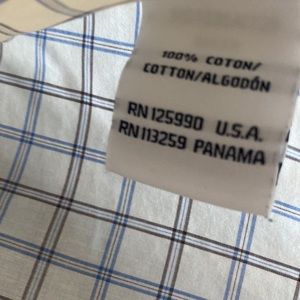 100% COTON/
COTTON/ALGODÓN
RN 125990 U.S.A.
RN 113259 PANAMA